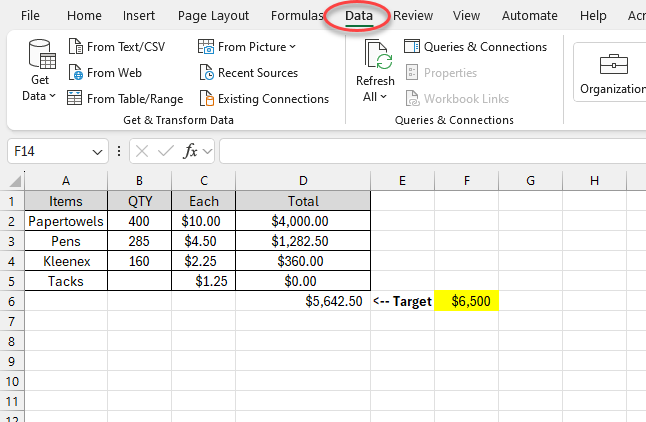 File Home Insert Page Layout Formulas Data Review View Automate Help Acr
From Text/CSV From Picture Queries & Connections
Get Data From Web Recent Sources Refresh All Properties Organization
From Table/Range Existing Connections Workbook Links
Get & Transform Data Queries & Connections
F14 fx
A B C D E F G H
1 Items QTY Each Total
2 Papertowels 400 $10.00 $4,000.00
3 Pens 285 $4.50 $1,282.50
4 Kleenex 160 $2.25 $360.00
5 Tacks $1.25 $0.00
6 $5,642.50 <-- Target $6,500
7
8
9
10
11
12